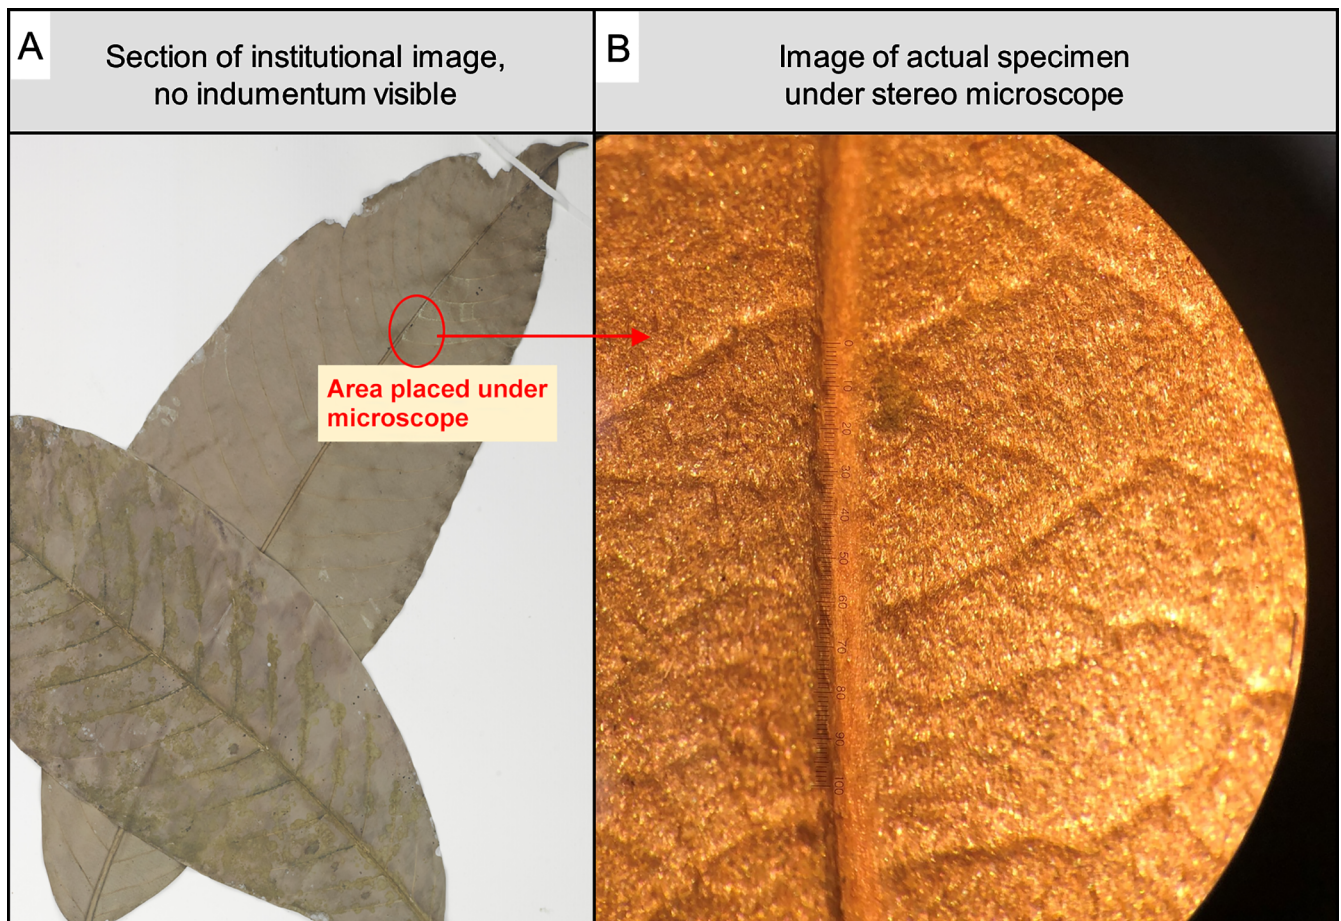 A
Section of institutional image,
no indumentum visible
B
Image of actual specimen
under stereo microscope
Area placed under
microscope
0
10
20
30
40
50
60
70
80
90
100